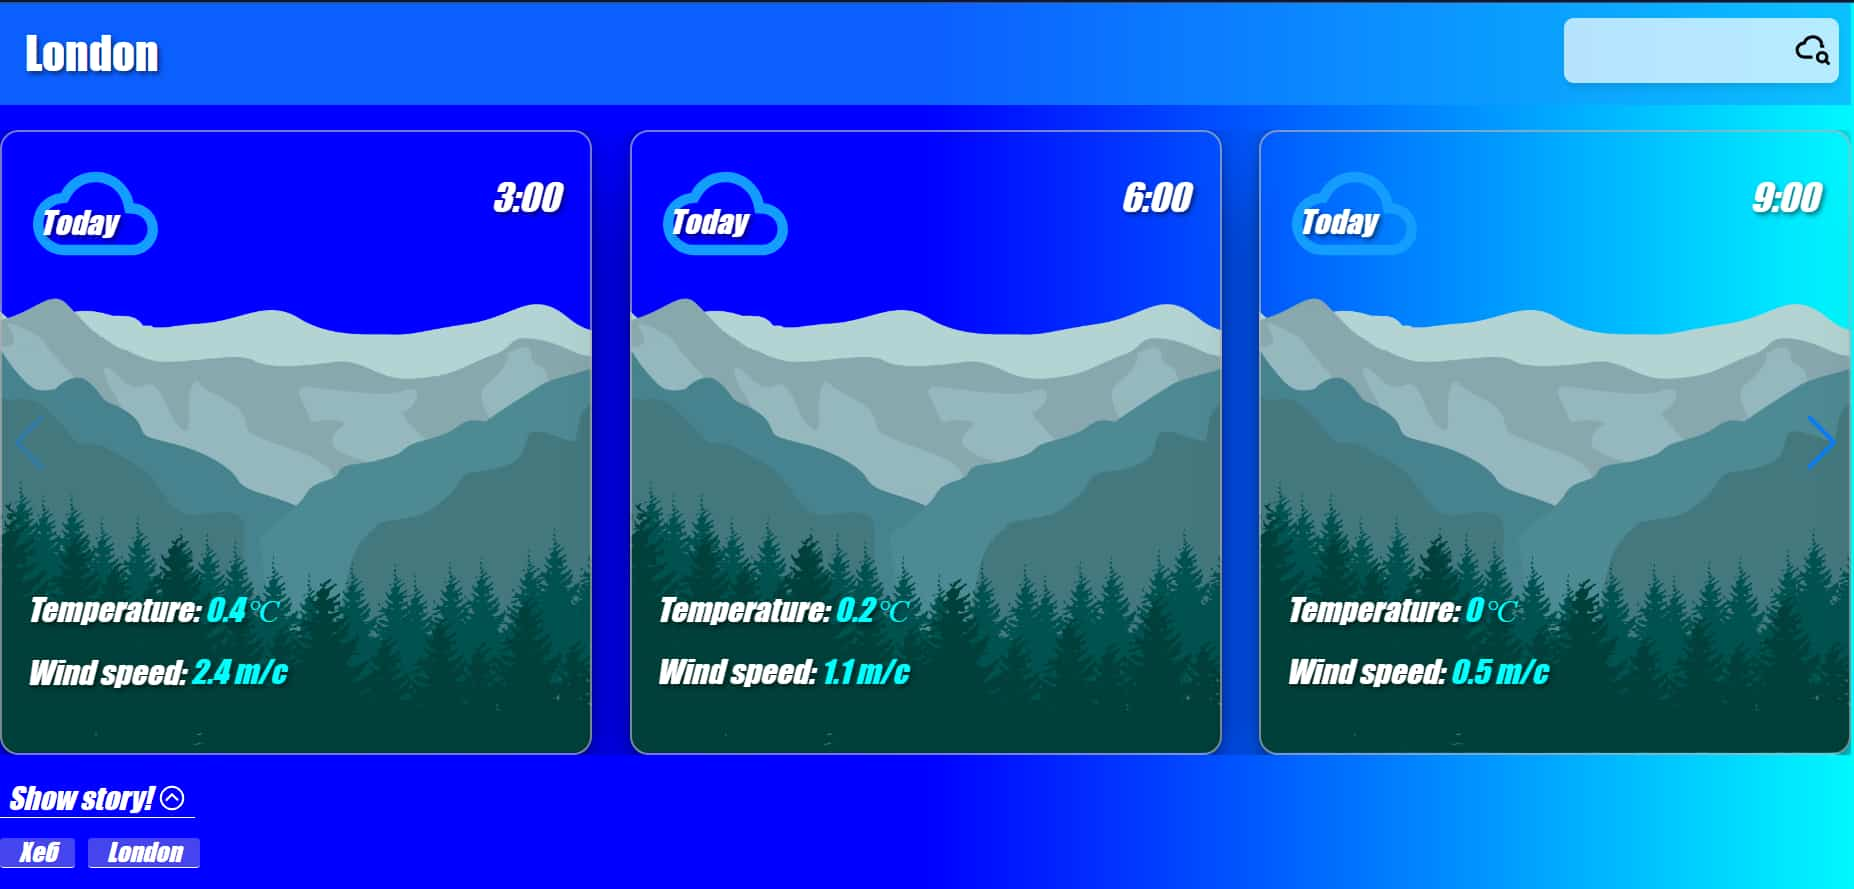 London
Today
3:00
Today
6:00
Today
9:00
Temperature: 0.4°C
Wind speed: 2.4 m/c
Temperature: 0.2°C
Wind speed: 1.1 m/c
Temperature: 0°C
Wind speed: 0.5 m/c
Show story!
Хеб London